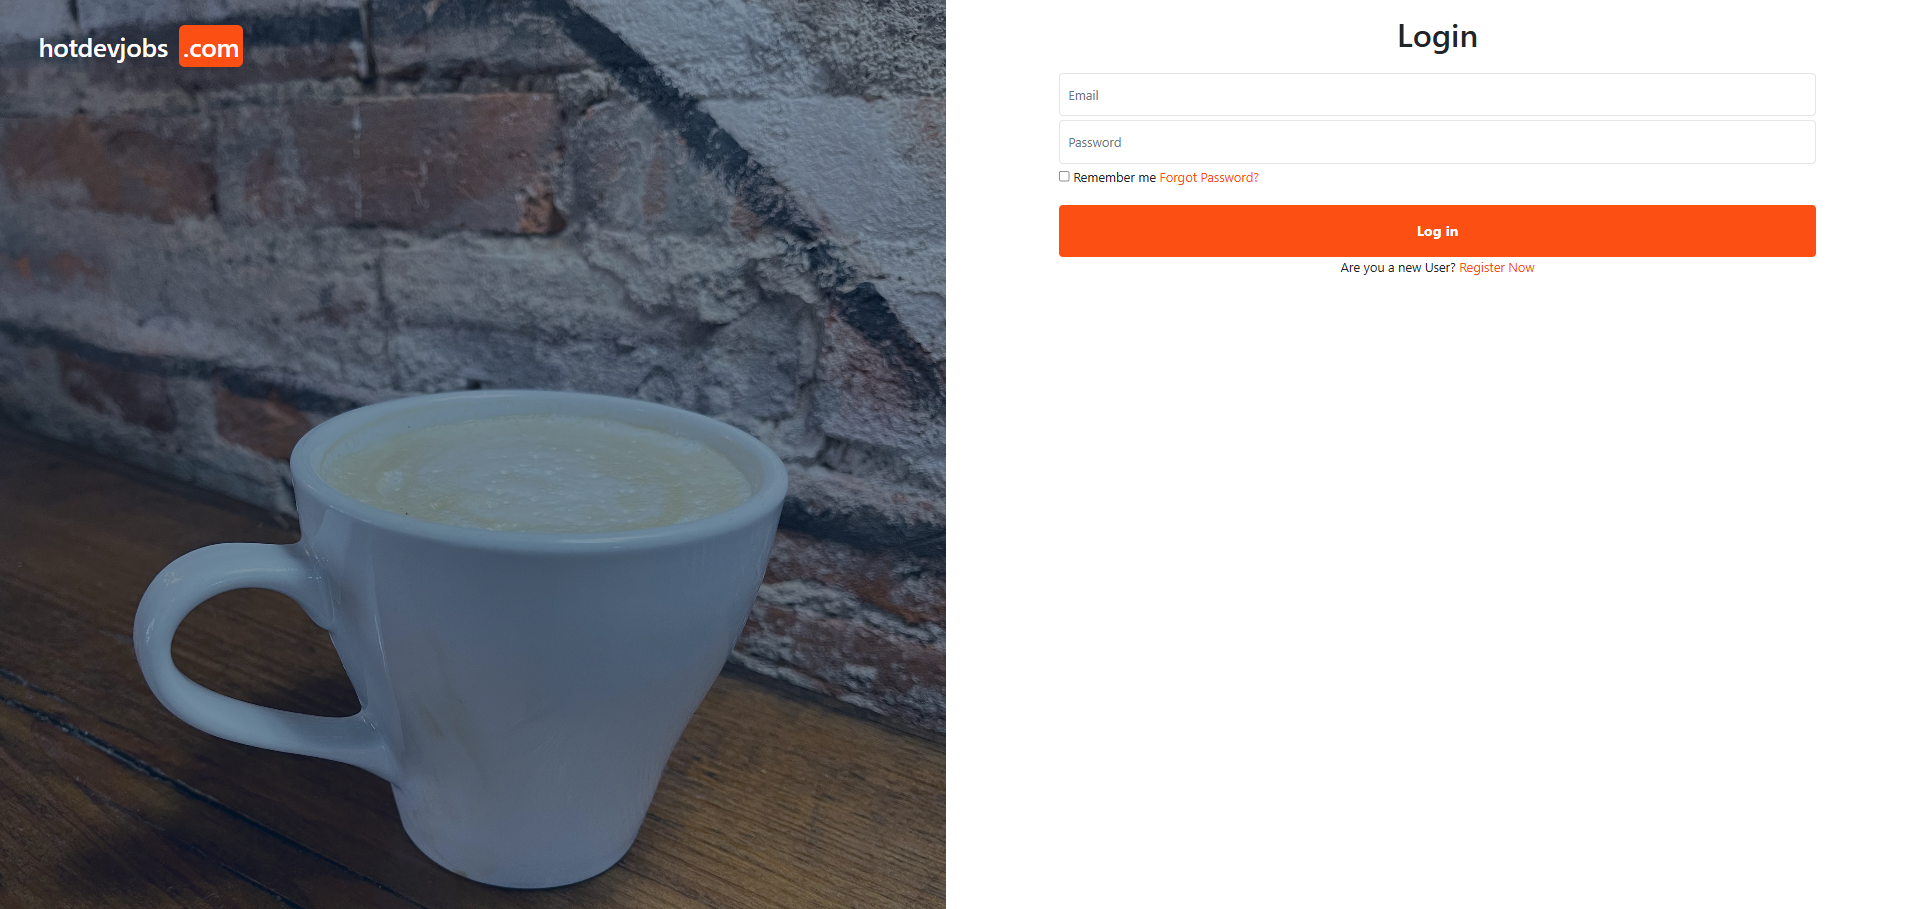 hotdevjobs .com
Login
Email
Password
Remember me Forgot Password?
Log in
Are you a new User? Register Now